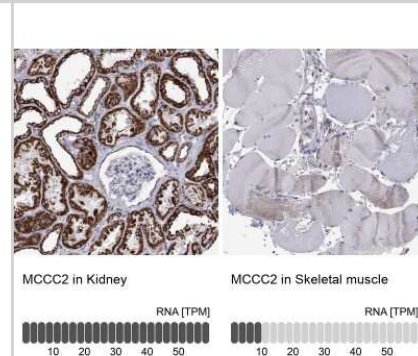 MCCC2 in Kidney
MCCC2 in Skeletal muscle
RNA [TPM]
RNA [TPM]
10 20 30 40 50
10 20 30 40 50